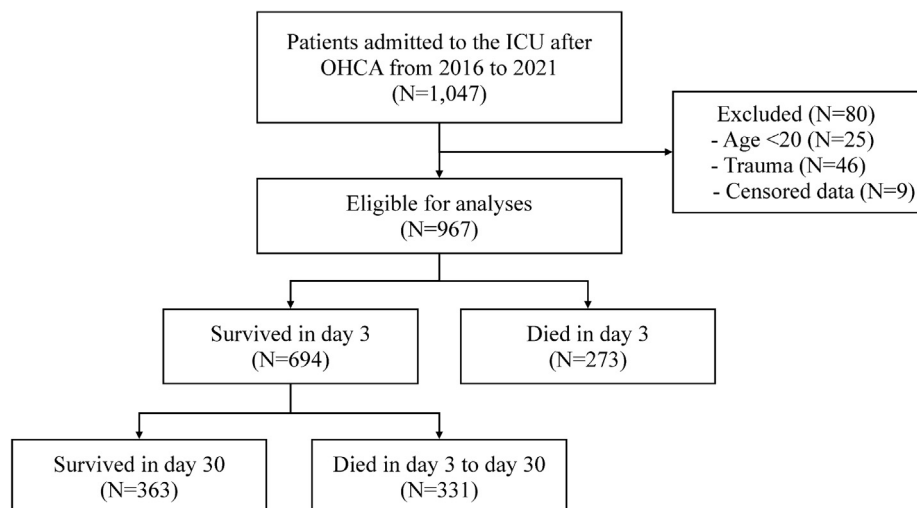 Patients admitted to the ICU after
OHCA from 2016 to 2021
(N=1,047)
Excluded (N=80)
- Age <20 (N=25)
- Trauma (N=46)
- Censored data (N=9)
Eligible for analyses
(N=967)
Survived in day 3
(N=694)
Died in day 3
(N=273)
Survived in day 30
(N=363)
Died in day 3 to day 30
(N=331)